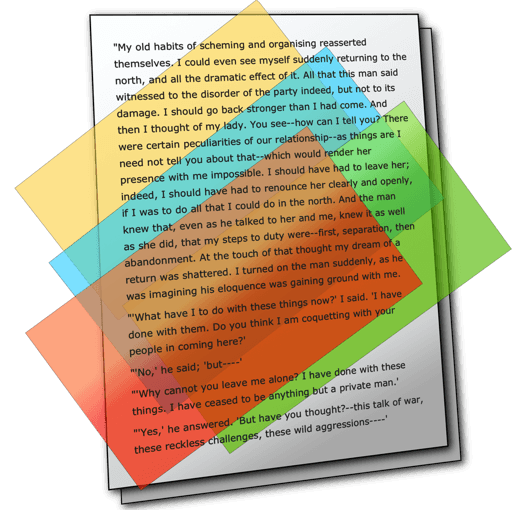 "My old habits of scheming and organising reasserted
themselves. I could even see myself suddenly returning to the
north, and all the dramatic effect of it. All that this man said
witnessed to the disorder of the party indeed, but not to its
damage. I should go back stronger than I had come. And
then I thought of my lady. You see--how can I tell you? There
were certain peculiarities of our relationship--as things are I
need not tell you about that--which would render her
presence with me impossible. I should have had to leave her;
indeed, I should have had to renounce her clearly and openly,
if I was to do all that I could do in the north. And the man
knew that, even as he talked to her and me, knew it as well
as she did, that my steps to duty were--first, separation, then
abandonment. At the touch of that thought my dream of a
return was shattered. I turned on the man suddenly, as he
was imagining his eloquence was gaining ground with me.
"'What have I to do with these things now?' I said. 'I have
done with them. Do you think I am coquetting with your
people in coming here?'
"'No,' he said; 'but----'
"'Why cannot you leave me alone? I have done with these
things. I have ceased to be anything but a private man.'
"'Yes,' he answered. 'But have you thought?--this talk of war,
these reckless challenges, these wild aggressions----'